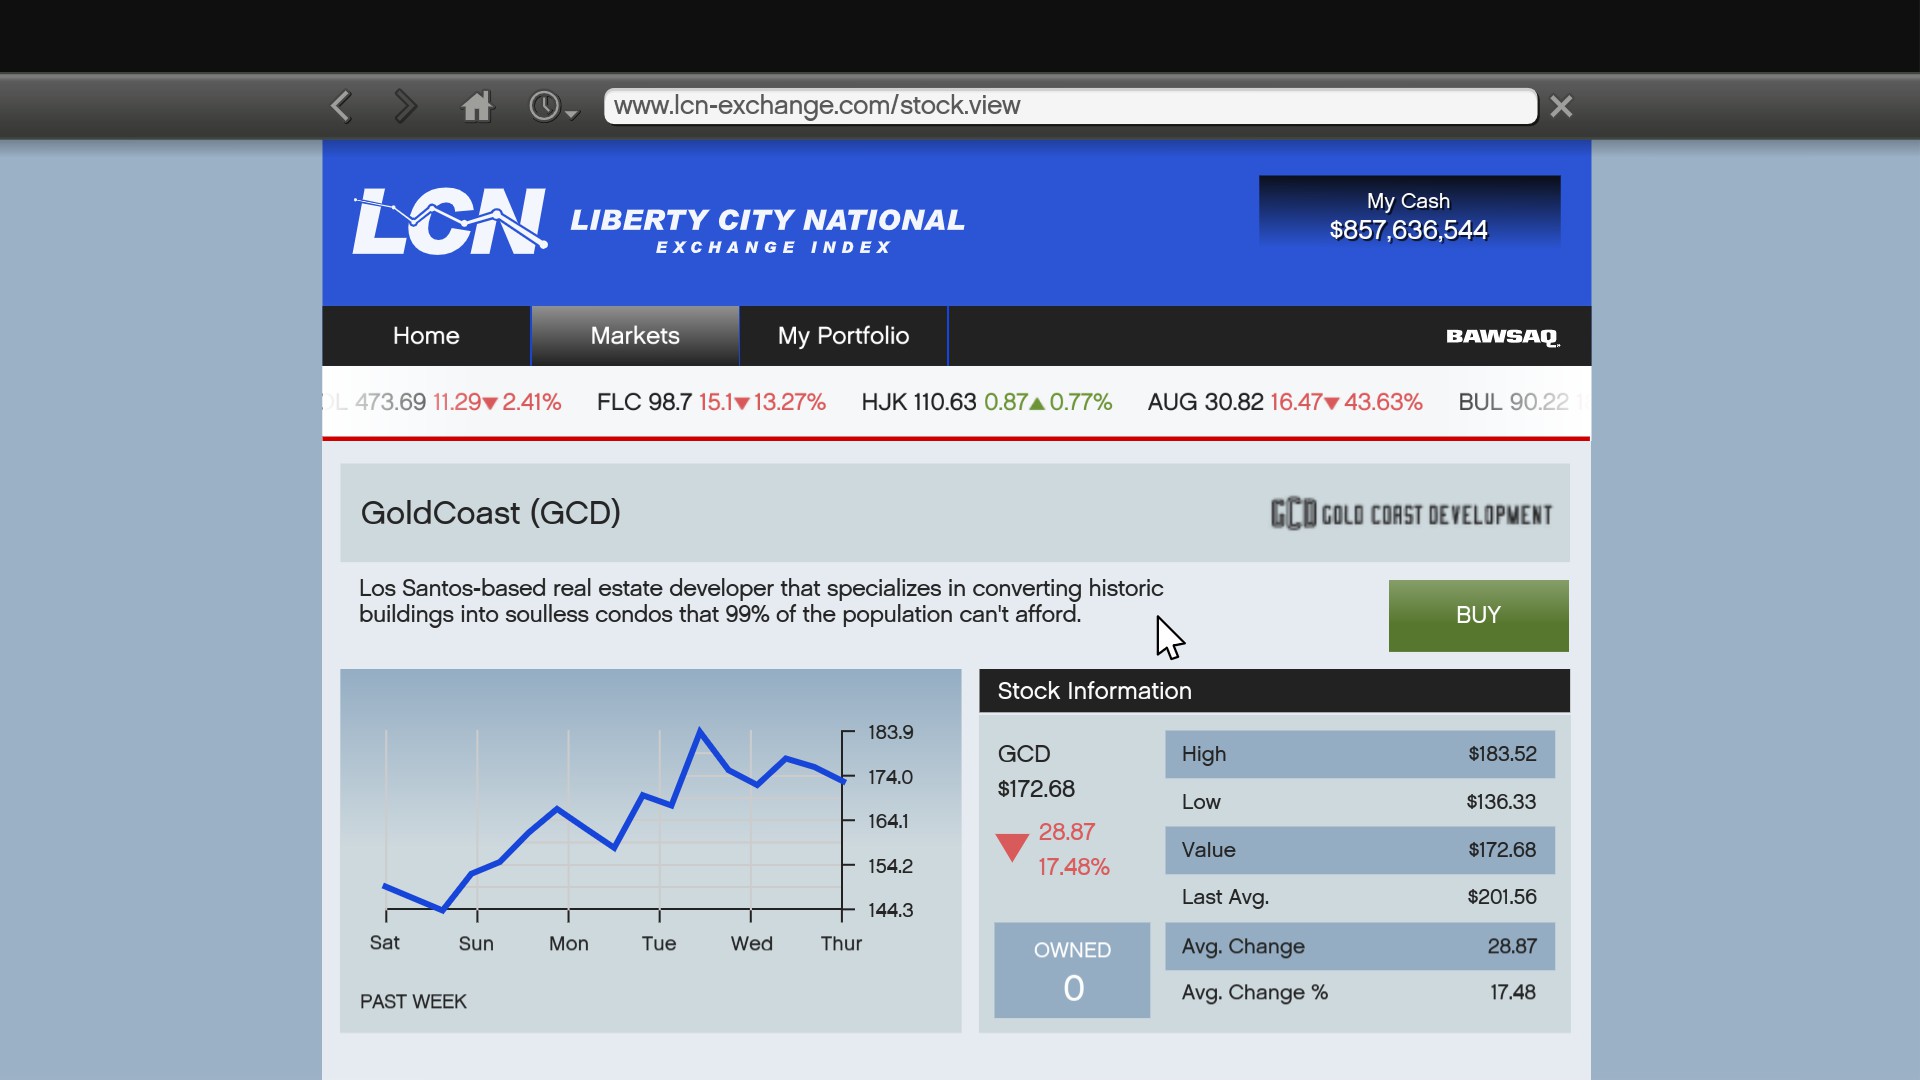 www.lcn-exchange.com/stock.view
LCN LIBERTY CITY NATIONAL
EXCHANGE INDEX
My Cash
$857,636,544
Home Markets My Portfolio BAWSAQ
L 473.69 11.29▼2.41% FLC 98.7 15.1▼13.27% HJK 110.63 0.87▲0.77% AUG 30.82 16.47▼43.63% BUL 90.22
GoldCoast (GCD)
GCD GOLD COAST DEVELOPMENT
Los Santos-based real estate developer that specializes in converting historic
buildings into soulless condos that 99% of the population can't afford.
BUY
183.9
174.0
164.1
154.2
144.3
Sat Sun Mon Tue Wed Thur
PAST WEEK
Stock Information
GCD
$172.68
▼ 28.87
17.48%
OWNED
0
High $183.52
Low $136.33
Value $172.68
Last Avg. $201.56
Avg. Change 28.87
Avg. Change % 17.48